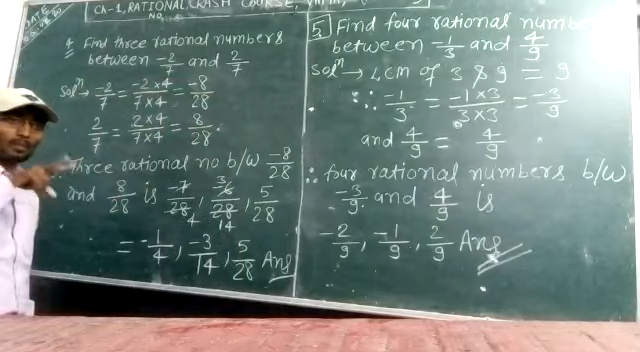 DATE
Ch-1, RATIONAL CRASH COURSE,
NO.
4 Find three rational numbers
between -2/7 and 2/7
Solⁿ→ -2/7 = -2×4/7×4 = -8/28
2/7 = 2×4/7×4 = 8/28
Three rational no b/w -8/28
and 8/28 is -7/28, 6/28, 5/28
4 3 14
= -1/4, -3/14, 5/28 Ans
5 Find four rational numbe
between -1/3 and 4/9
Solⁿ→ LCM of 3 & 9 = 9
∴ -1/3 = -1×3/3×3 = -3/9
and 4/9 = 4/9
∴ four rational numbers b/w
-3/9 and 4/9 is
-2/9, -1/9, 2/9 Ans